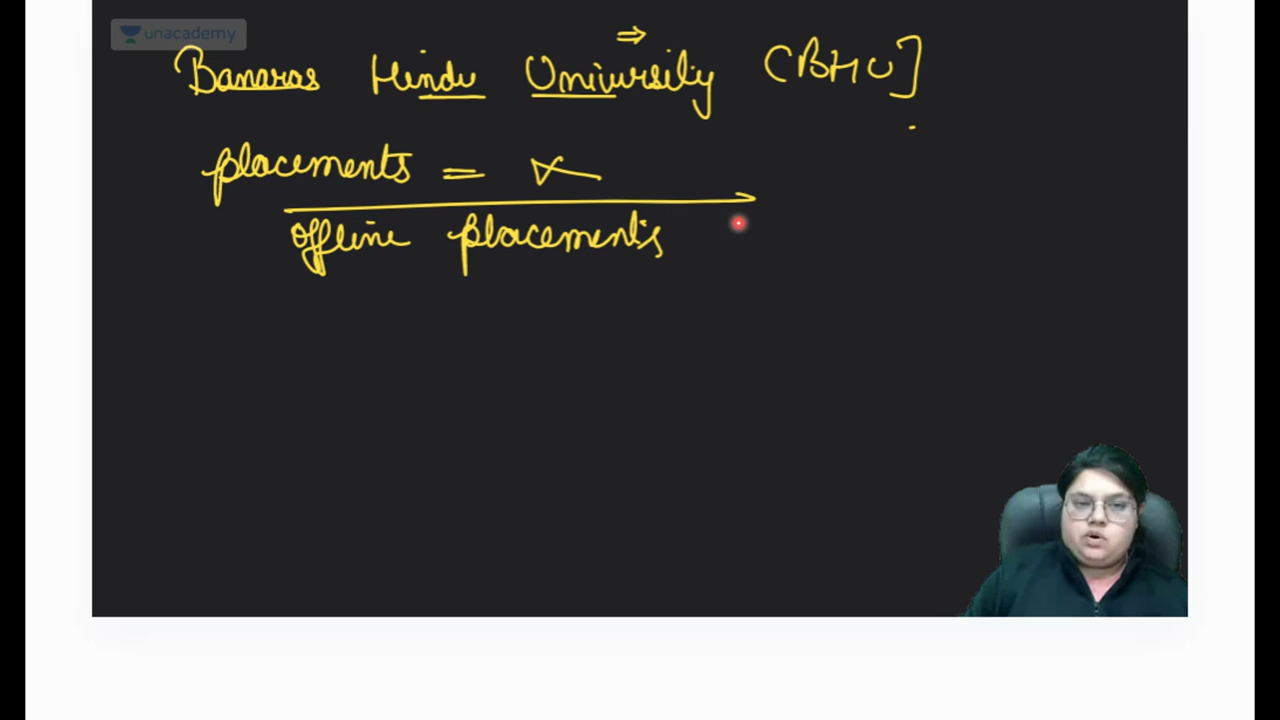 unacademy
Banaras Hindu University (BHU]
placements =
offline placements